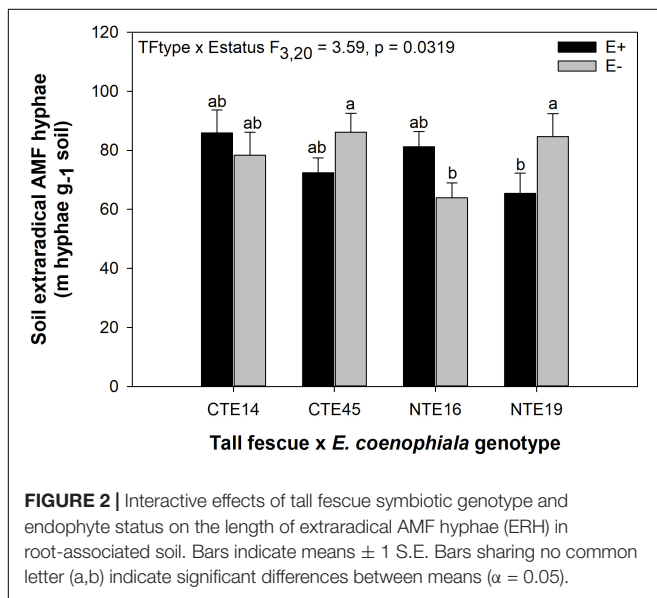 TFtype x Estatus F3,20 = 3.59, p = 0.0319
E+
E-
120
100
80
60
40
20
0
Soil extraradical AMF hyphae
(m hyphae g-1 soil)
ab
ab
ab
a
ab
b
b
a
CTE14
CTE45
NTE16
NTE19
Tall fescue x E. coenophiala genotype
FIGURE 2 | Interactive effects of tall fescue symbiotic genotype and
endophyte status on the length of extraradical AMF hyphae (ERH) in
root-associated soil. Bars indicate means ± 1 S.E. Bars sharing no common
letter (a,b) indicate significant differences between means (α = 0.05).